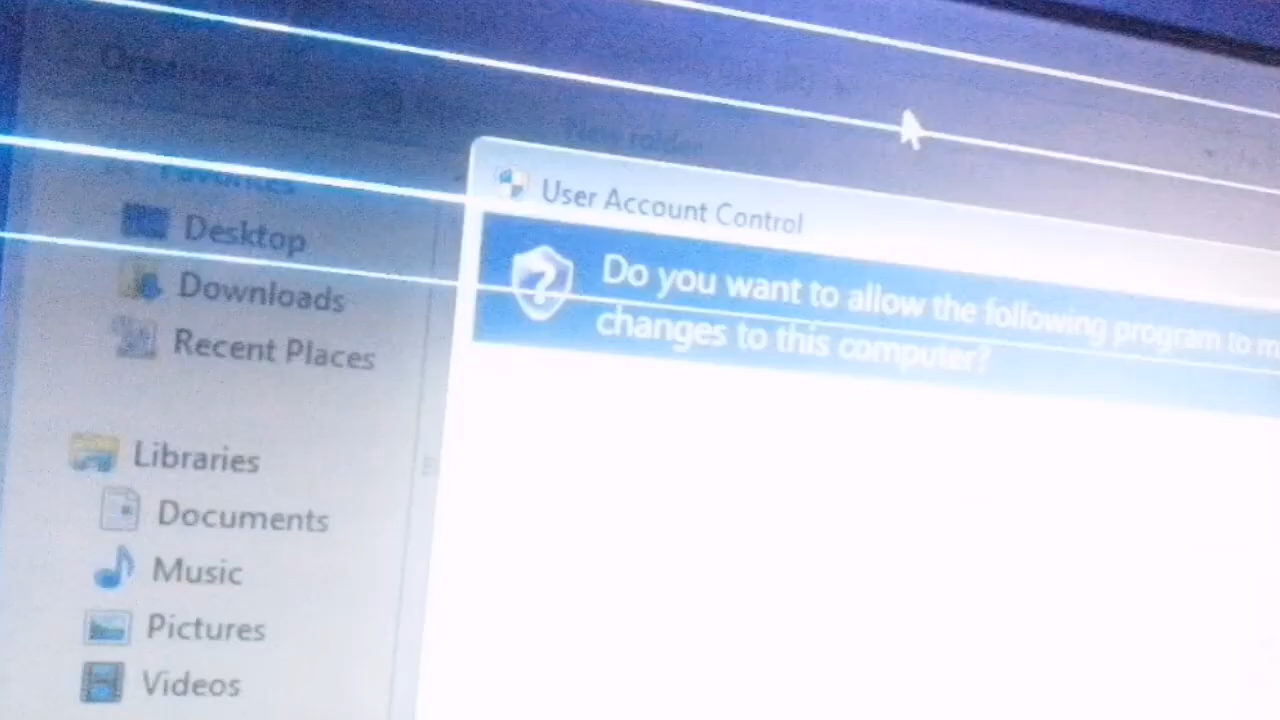 New folder
Favorites
User Account Control
Desktop
Do you want to allow the following program to m
changes to this computer?
Downloads
Recent Places
Libraries
Documents
Music
Pictures
Videos